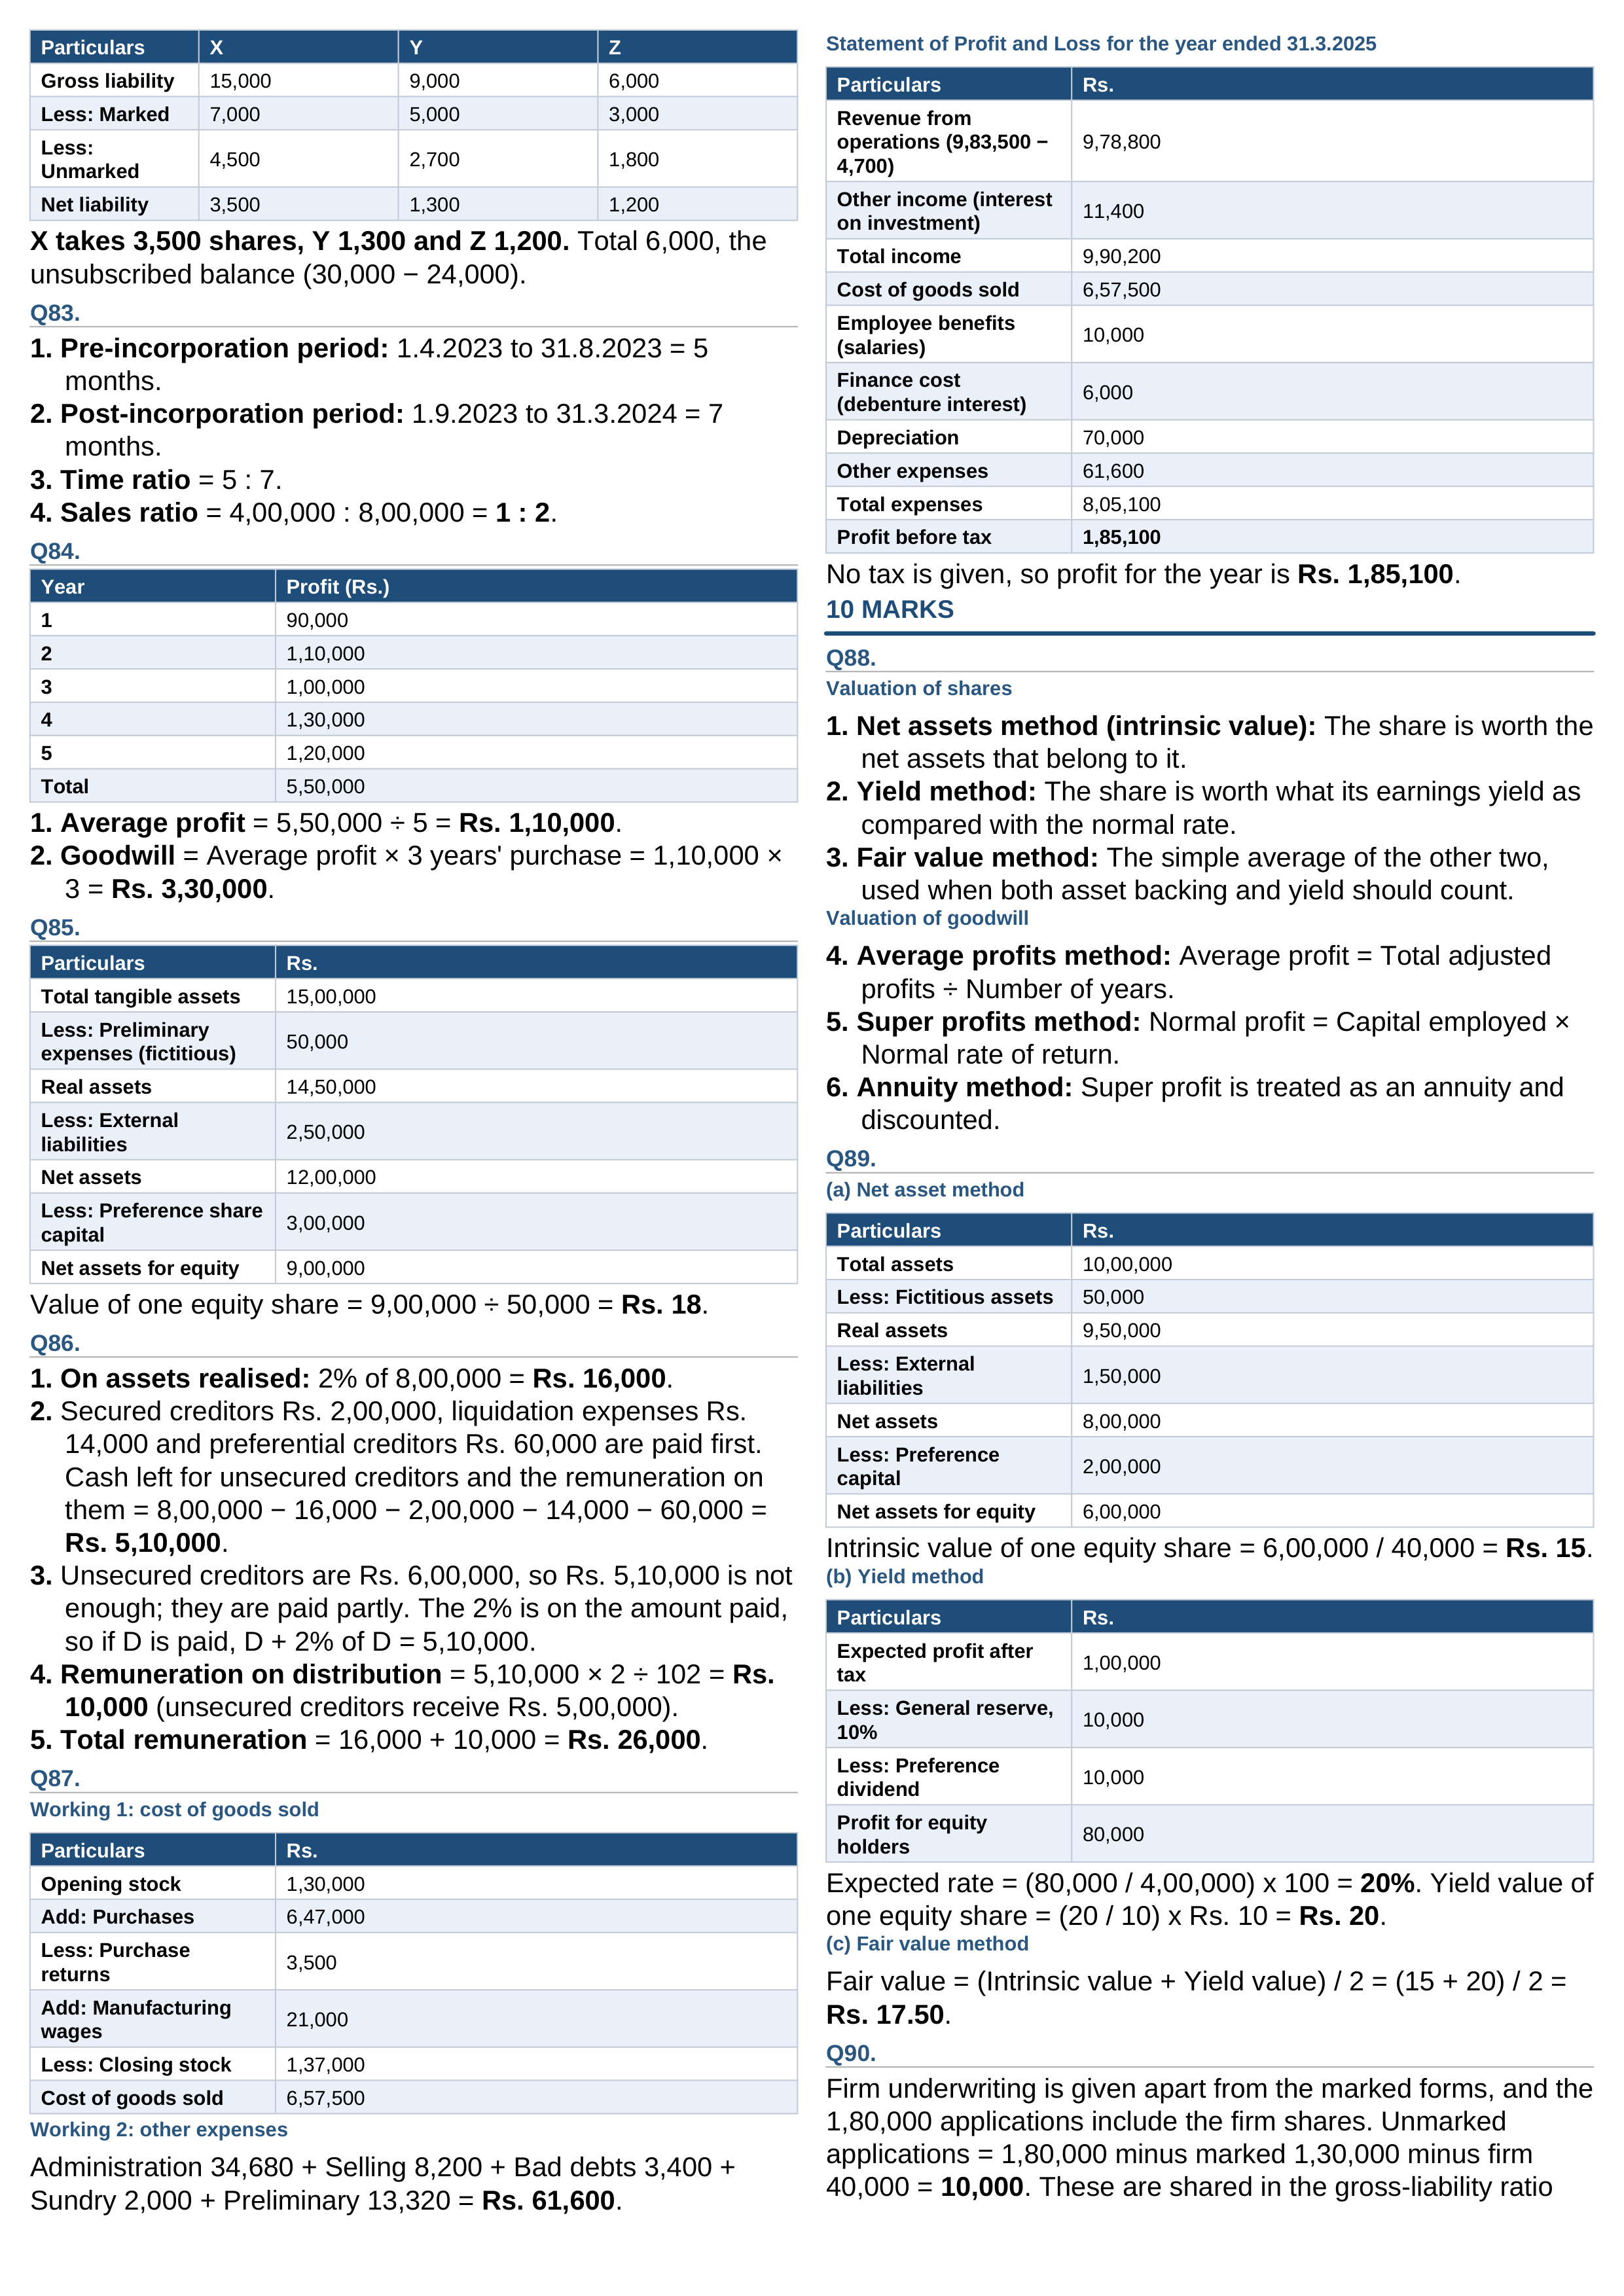 Particulars X Y Z
Gross liability 15,000 9,000 6,000
Less: Marked 7,000 5,000 3,000
Less:
Unmarked 4,500 2,700 1,800
Net liability 3,500 1,300 1,200
X takes 3,500 shares, Y 1,300 and Z 1,200. Total 6,000, the
unsubscribed balance (30,000 − 24,000).
Q83.
1. Pre-incorporation period: 1.4.2023 to 31.8.2023 = 5
months.
2. Post-incorporation period: 1.9.2023 to 31.3.2024 = 7
months.
3. Time ratio = 5 : 7.
4. Sales ratio = 4,00,000 : 8,00,000 = 1 : 2.
Q84.
Year Profit (Rs.)
1 90,000
2 1,10,000
3 1,00,000
4 1,30,000
5 1,20,000
Total 5,50,000
1. Average profit = 5,50,000 ÷ 5 = Rs. 1,10,000.
2. Goodwill = Average profit × 3 years' purchase = 1,10,000 ×
3 = Rs. 3,30,000.
Q85.
Particulars Rs.
Total tangible assets 15,00,000
Less: Preliminary
expenses (fictitious) 50,000
Real assets 14,50,000
Less: External
liabilities 2,50,000
Net assets 12,00,000
Less: Preference share
capital 3,00,000
Net assets for equity 9,00,000
Value of one equity share = 9,00,000 ÷ 50,000 = Rs. 18.
Q86.
1. On assets realised: 2% of 8,00,000 = Rs. 16,000.
2. Secured creditors Rs. 2,00,000, liquidation expenses Rs.
14,000 and preferential creditors Rs. 60,000 are paid first.
Cash left for unsecured creditors and the remuneration on
them = 8,00,000 − 16,000 − 2,00,000 − 14,000 − 60,000 =
Rs. 5,10,000.
3. Unsecured creditors are Rs. 6,00,000, so Rs. 5,10,000 is not
enough; they are paid partly. The 2% is on the amount paid,
so if D is paid, D + 2% of D = 5,10,000.
4. Remuneration on distribution = 5,10,000 × 2 ÷ 102 = Rs.
10,000 (unsecured creditors receive Rs. 5,00,000).
5. Total remuneration = 16,000 + 10,000 = Rs. 26,000.
Q87.
Working 1: cost of goods sold
Particulars Rs.
Opening stock 1,30,000
Add: Purchases 6,47,000
Less: Purchase
returns 3,500
Add: Manufacturing
wages 21,000
Less: Closing stock 1,37,000
Cost of goods sold 6,57,500
Working 2: other expenses
Administration 34,680 + Selling 8,200 + Bad debts 3,400 +
Sundry 2,000 + Preliminary 13,320 = Rs. 61,600.
Statement of Profit and Loss for the year ended 31.3.2025
Particulars Rs.
Revenue from
operations (9,83,500 −
4,700) 9,78,800
Other income (interest
on investment) 11,400
Total income 9,90,200
Cost of goods sold 6,57,500
Employee benefits
(salaries) 10,000
Finance cost
(debenture interest) 6,000
Depreciation 70,000
Other expenses 61,600
Total expenses 8,05,100
Profit before tax 1,85,100
No tax is given, so profit for the year is Rs. 1,85,100.
10 MARKS
Q88.
Valuation of shares
1. Net assets method (intrinsic value): The share is worth the
net assets that belong to it.
2. Yield method: The share is worth what its earnings yield as
compared with the normal rate.
3. Fair value method: The simple average of the other two,
used when both asset backing and yield should count.
Valuation of goodwill
4. Average profits method: Average profit = Total adjusted
profits ÷ Number of years.
5. Super profits method: Normal profit = Capital employed ×
Normal rate of return.
6. Annuity method: Super profit is treated as an annuity and
discounted.
Q89.
(a) Net asset method
Particulars Rs.
Total assets 10,00,000
Less: Fictitious assets 50,000
Real assets 9,50,000
Less: External
liabilities 1,50,000
Net assets 8,00,000
Less: Preference
capital 2,00,000
Net assets for equity 6,00,000
Intrinsic value of one equity share = 6,00,000 / 40,000 = Rs. 15.
(b) Yield method
Particulars Rs.
Expected profit after
tax 1,00,000
Less: General reserve,
10% 10,000
Less: Preference
dividend 10,000
Profit for equity
holders 80,000
Expected rate = (80,000 / 4,00,000) x 100 = 20%. Yield value of
one equity share = (20 / 10) x Rs. 10 = Rs. 20.
(c) Fair value method
Fair value = (Intrinsic value + Yield value) / 2 = (15 + 20) / 2 =
Rs. 17.50.
Q90.
Firm underwriting is given apart from the marked forms, and the
1,80,000 applications include the firm shares. Unmarked
applications = 1,80,000 minus marked 1,30,000 minus firm
40,000 = 10,000. These are shared in the gross-liability ratio